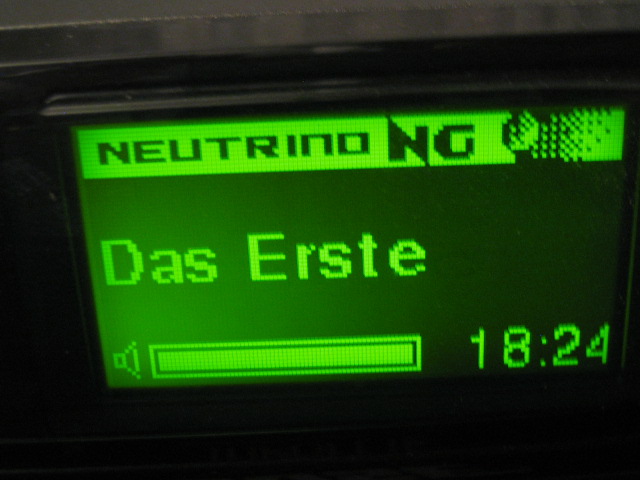 NEUTRINO NG
Das Erste
18:24